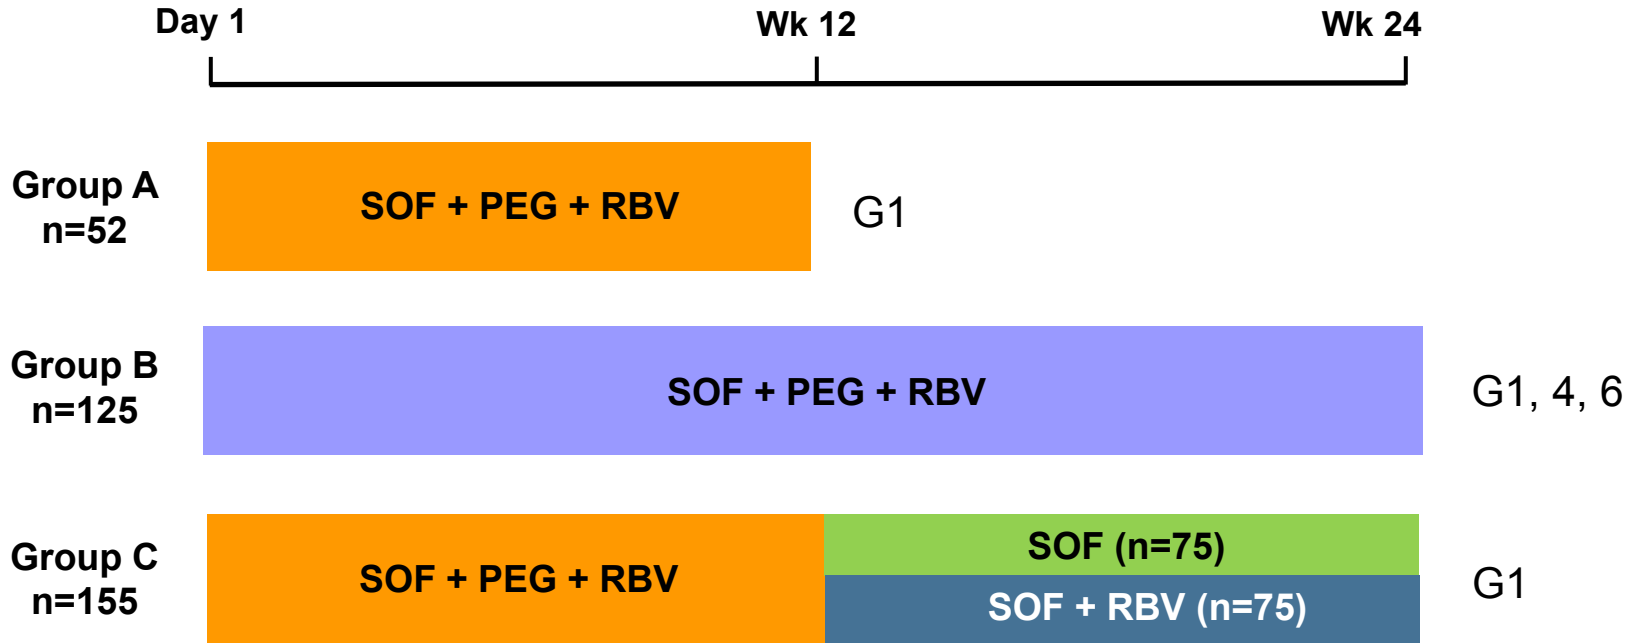 Day 1
Wk 12
Wk 24
Group A
n=52
SOF + PEG + RBV
G1
Group B
n=125
SOF + PEG + RBV
G1, 4, 6
Group C
n=155
SOF + PEG + RBV
SOF (n=75)
SOF + RBV (n=75)
G1